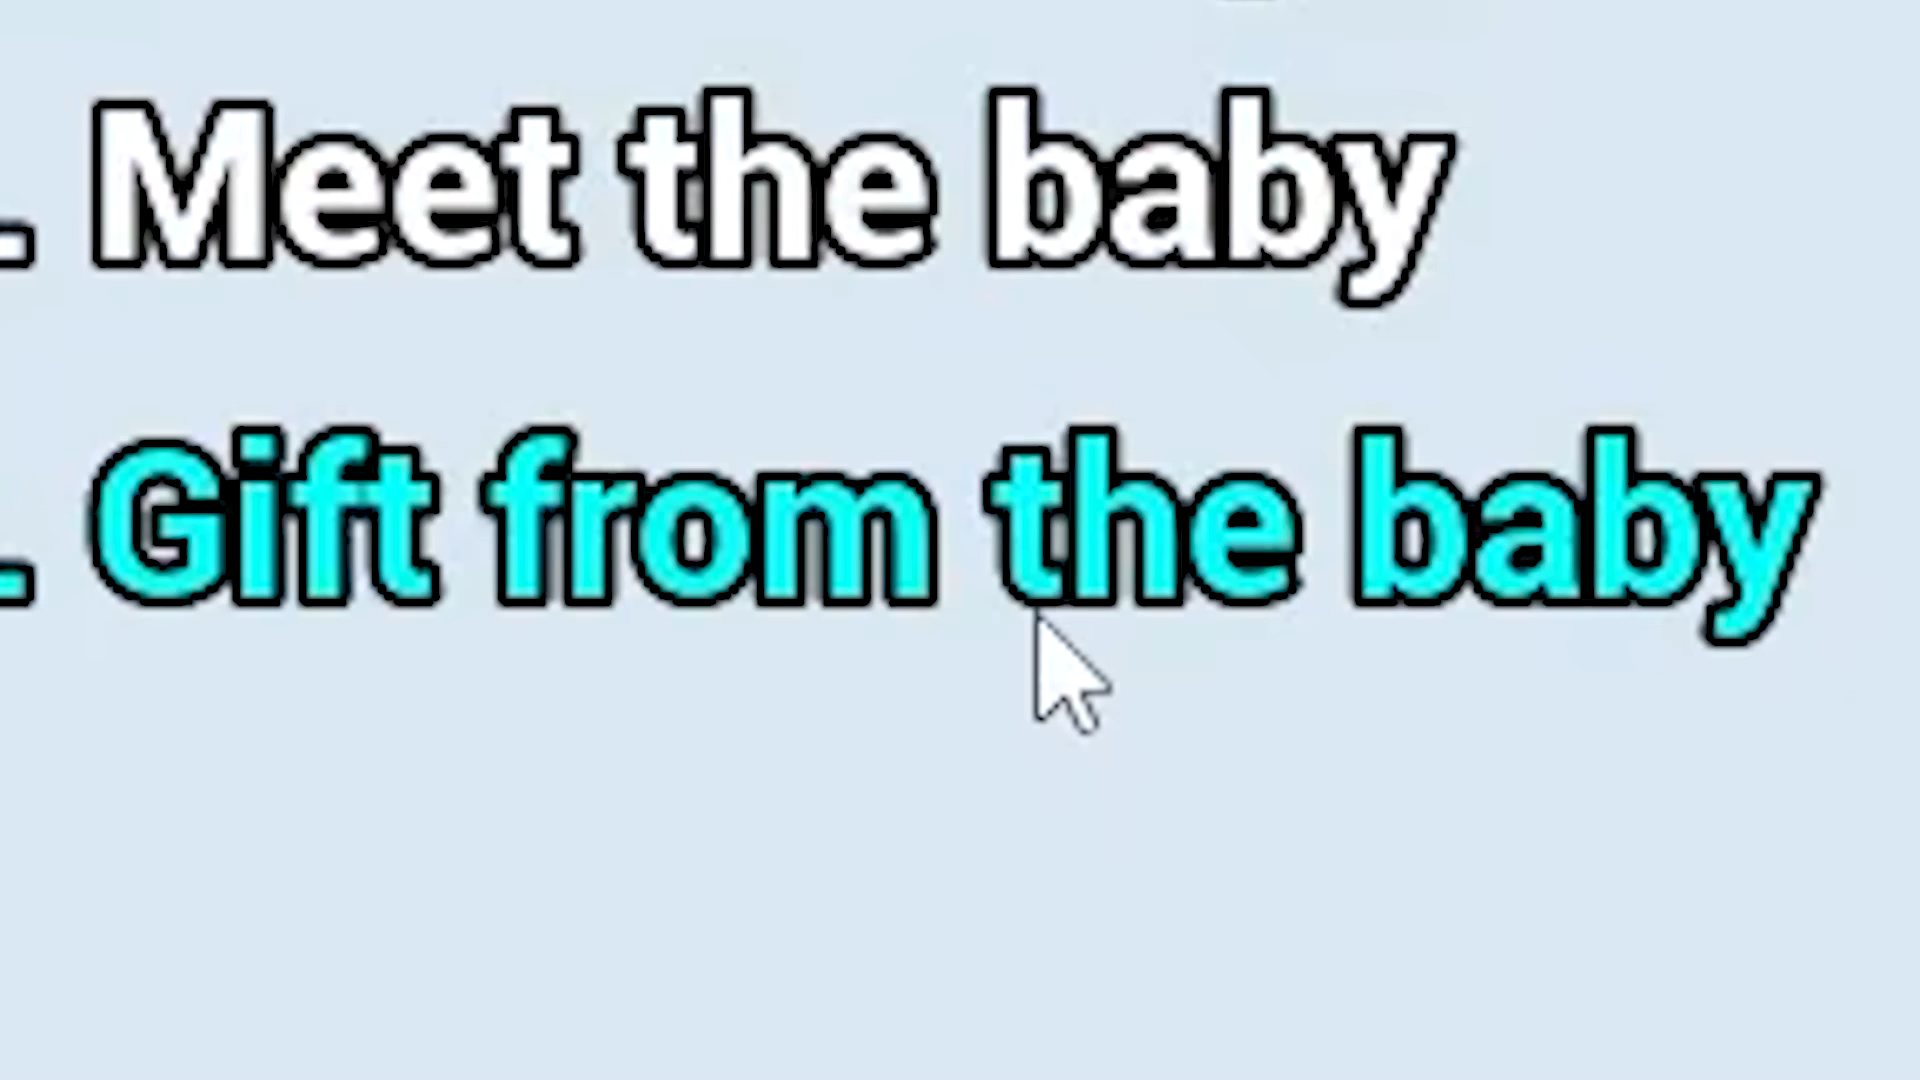 . Meet the baby
. Gift from the baby